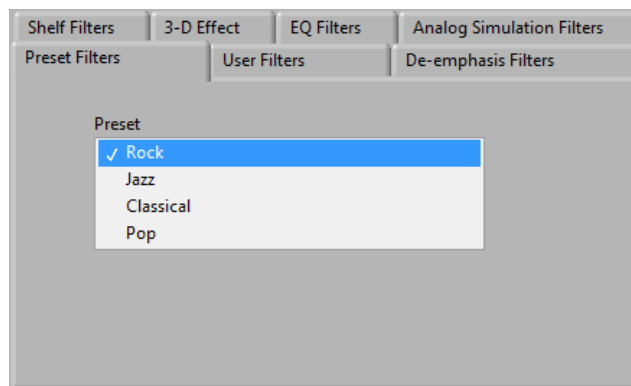 Shelf Filters 3-D Effect EQ Filters Analog Simulation Filters
Preset Filters User Filters De-emphasis Filters
Preset
✓ Rock
Jazz
Classical
Pop